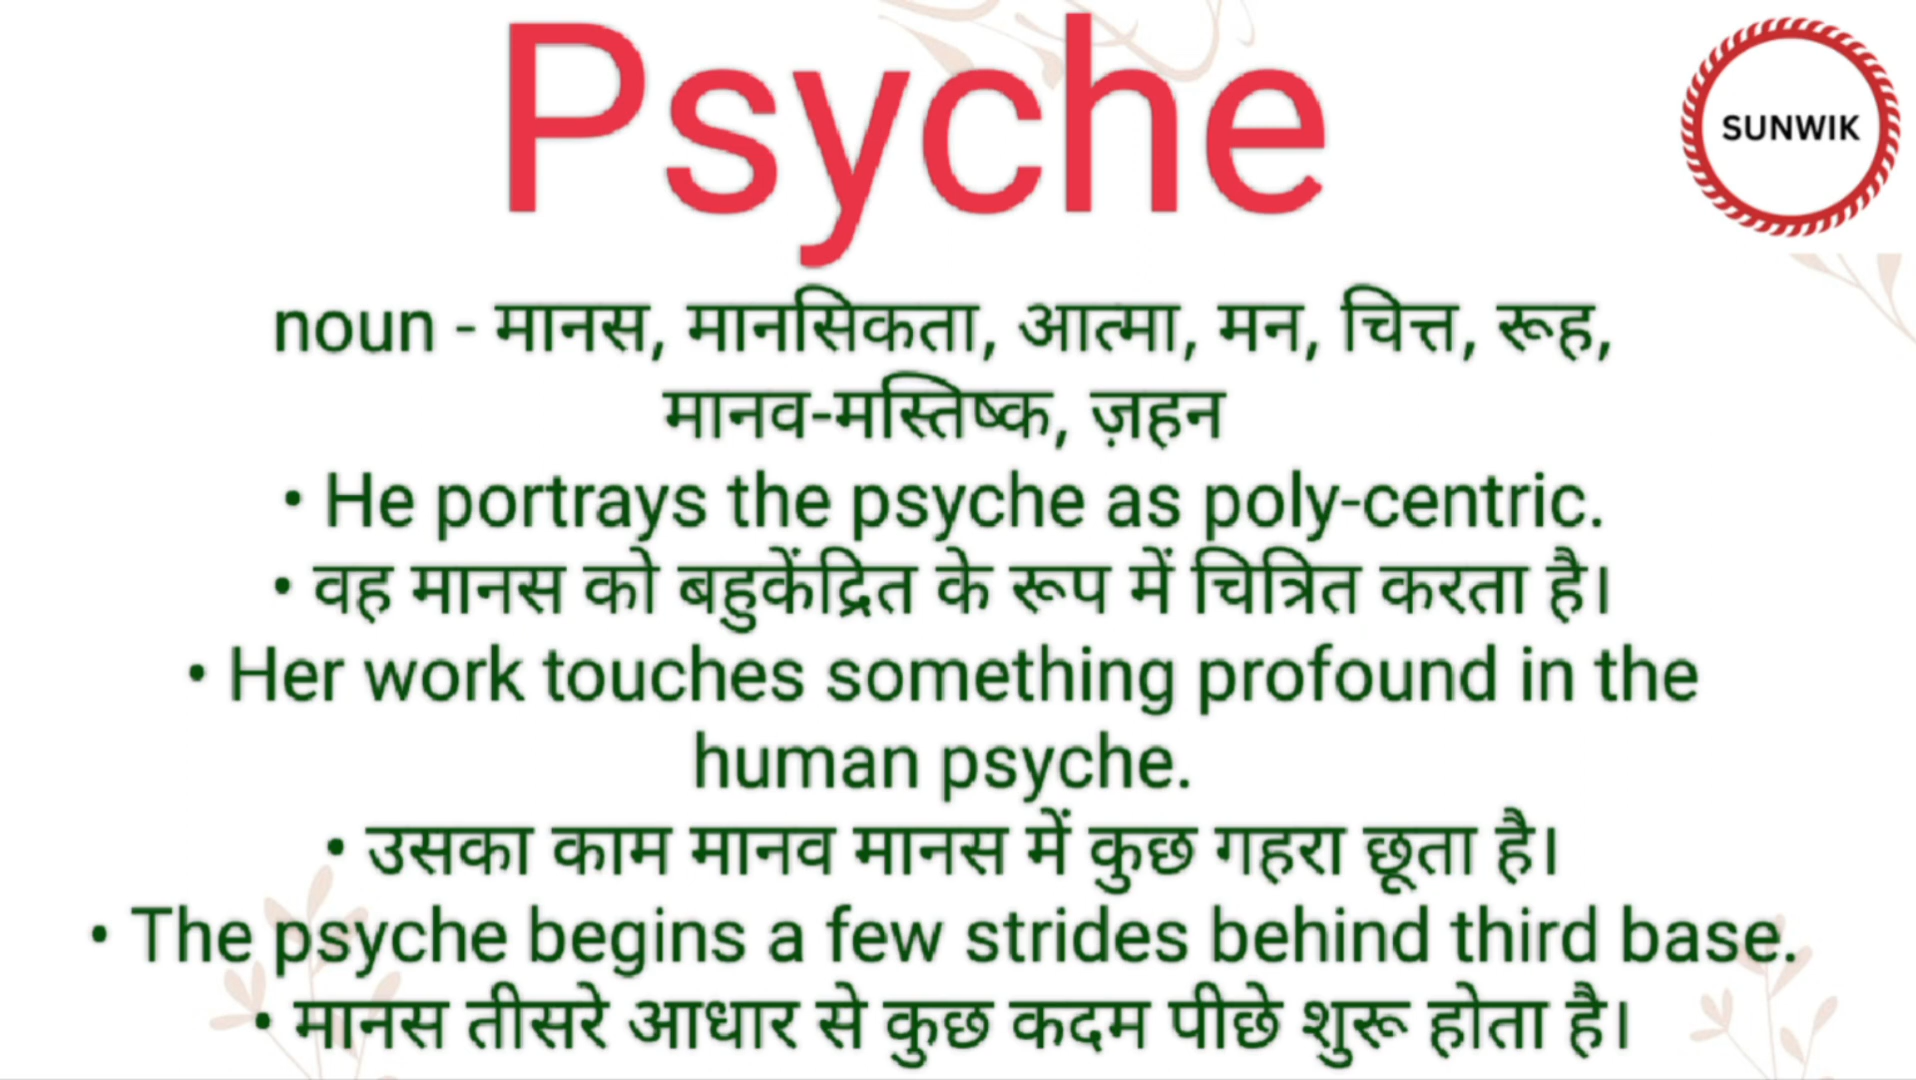 Psyche
SUNWIK
noun - मानस, मानसिकता, आत्मा, मन, चित्त, रूह,
मानव-मस्तिष्क, ज़हन
• He portrays the psyche as poly-centric.
• वह मानस को बहुकेंद्रित के रूप में चित्रित करता है।
• Her work touches something profound in the
human psyche.
• उसका काम मानव मानस में कुछ गहरा छूता है।
• The psyche begins a few strides behind third base.
• मानस तीसरे आधार से कुछ कदम पीछे शुरू होता है।